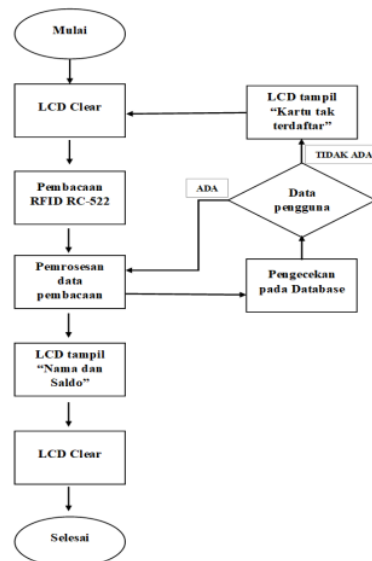 Mulai
LCD Clear
LCD tampil
“Kartu tak
terdaftar”
TIDAK ADA
ADA
Pembacaan
RFID RC-522
Data
pengguna
Pemrosesan
data
pembacaan
Pengecekan
pada Database
LCD tampil
“Nama dan
Saldo”
LCD Clear
Selesai